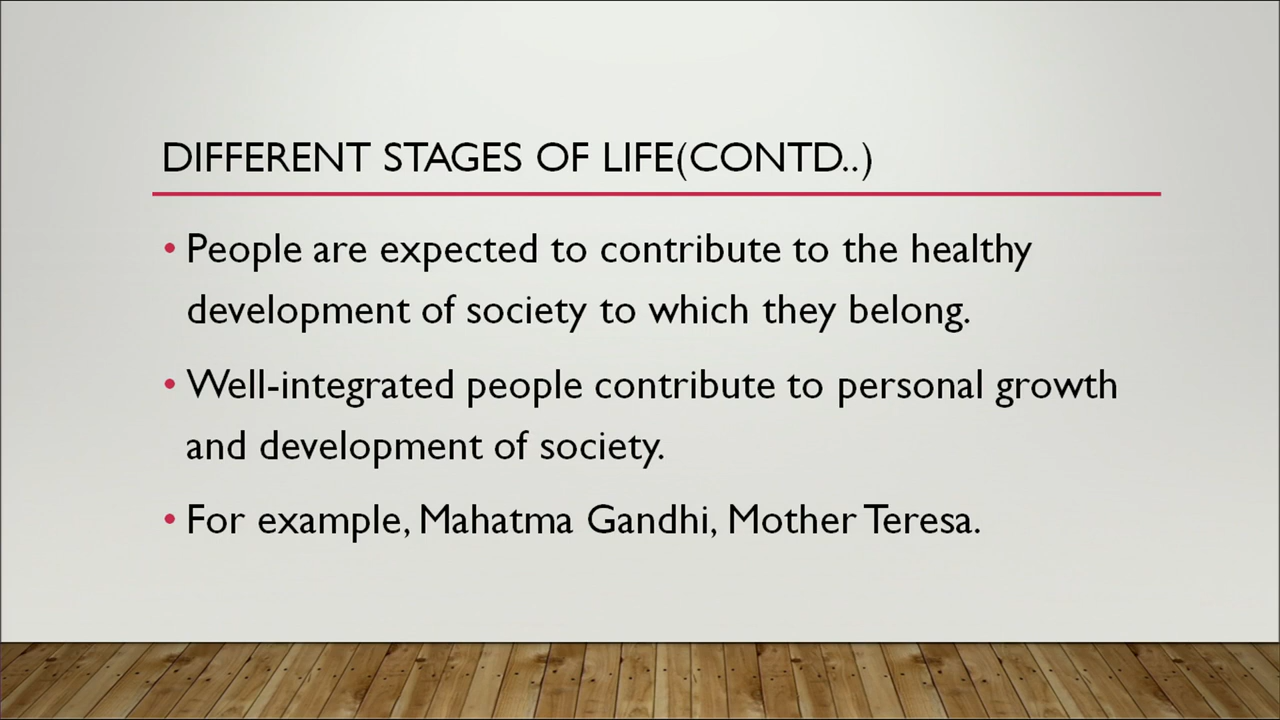 DIFFERENT STAGES OF LIFE(CONTD..)
• People are expected to contribute to the healthy
development of society to which they belong.
• Well-integrated people contribute to personal growth
and development of society.
• For example, Mahatma Gandhi, Mother Teresa.